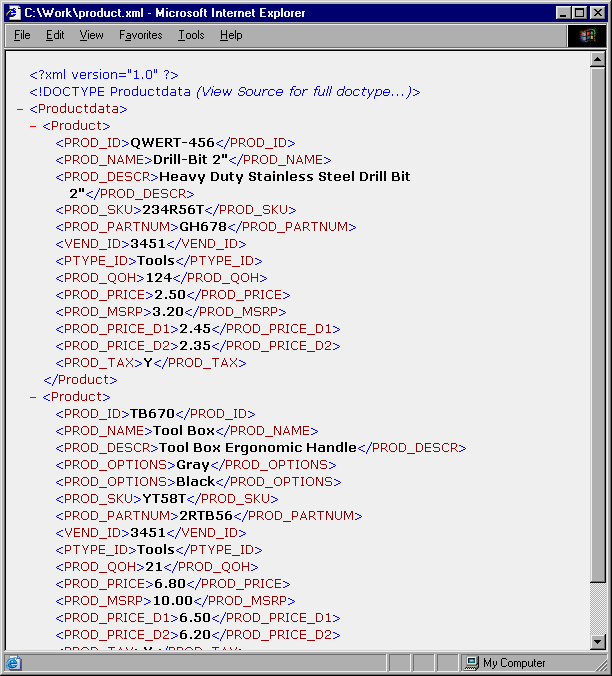 C:\Work\product.xml - Microsoft Internet Explorer
File Edit View Favorites Tools Help
<?xml version="1.0" ?>
<!DOCTYPE Productdata (View Source for full doctype...)>
- <Productdata>
- <Product>
<PROD_ID>QWERT-456</PROD_ID>
<PROD_NAME>Drill-Bit 2"</PROD_NAME>
<PROD_DESCR>Heavy Duty Stainless Steel Drill Bit
2"</PROD_DESCR>
<PROD_SKU>234R56T</PROD_SKU>
<PROD_PARTNUM>GH678</PROD_PARTNUM>
<VEND_ID>3451</VEND_ID>
<PTYPE_ID>Tools</PTYPE_ID>
<PROD_QOH>124</PROD_QOH>
<PROD_PRICE>2.50</PROD_PRICE>
<PROD_MSRP>3.20</PROD_MSRP>
<PROD_PRICE_D1>2.45</PROD_PRICE_D1>
<PROD_PRICE_D2>2.35</PROD_PRICE_D2>
<PROD_TAX>Y</PROD_TAX>
</Product>
- <Product>
<PROD_ID>TB670</PROD_ID>
<PROD_NAME>Tool Box</PROD_NAME>
<PROD_DESCR>Tool Box Ergonomic Handle</PROD_DESCR>
<PROD_OPTIONS>Gray</PROD_OPTIONS>
<PROD_OPTIONS>Black</PROD_OPTIONS>
<PROD_SKU>YT58T</PROD_SKU>
<PROD_PARTNUM>2RTB56</PROD_PARTNUM>
<VEND_ID>3451</VEND_ID>
<PTYPE_ID>Tools</PTYPE_ID>
<PROD_QOH>21</PROD_QOH>
<PROD_PRICE>6.80</PROD_PRICE>
<PROD_MSRP>10.00</PROD_MSRP>
<PROD_PRICE_D1>6.50</PROD_PRICE_D1>
<PROD_PRICE_D2>6.20</PROD_PRICE_D2>
<PROD_TAX>Y</PROD_TAX>
My Computer